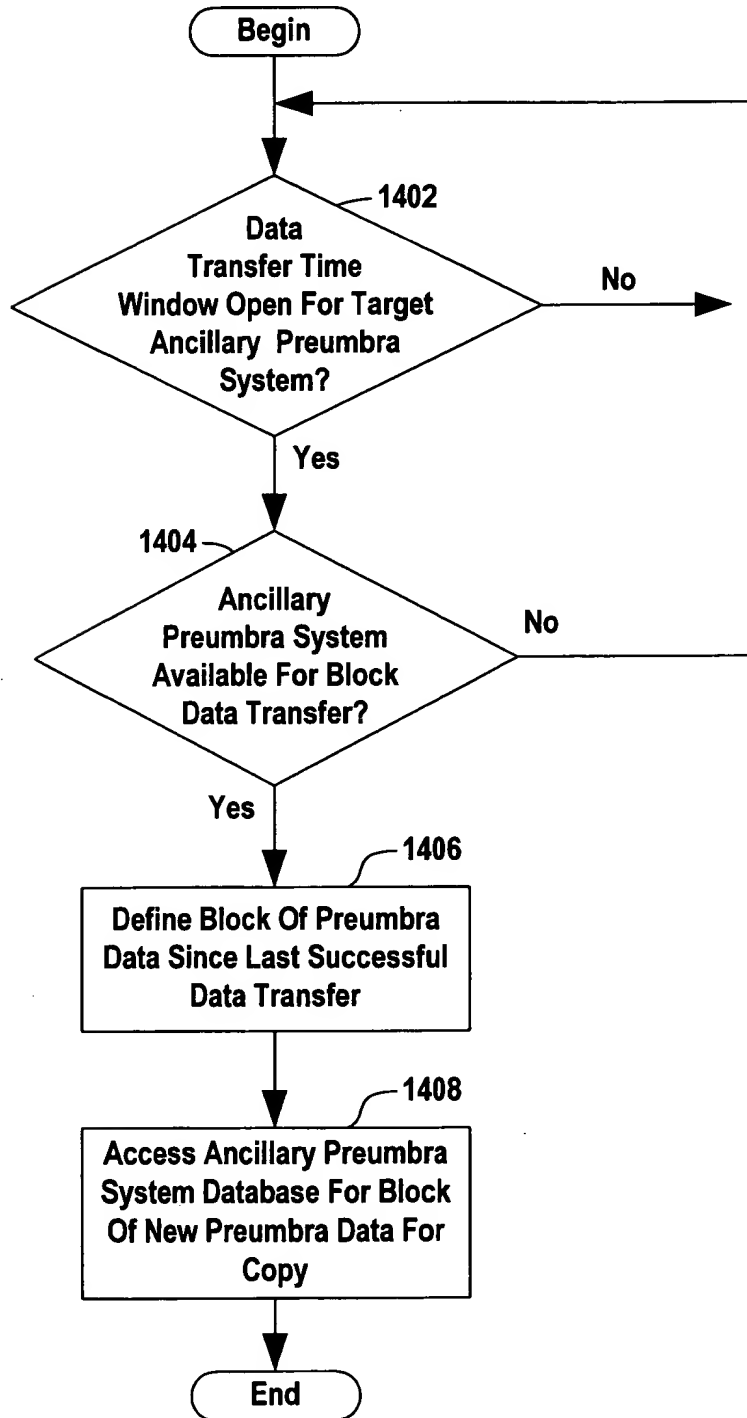 Begin
1402
Data
Transfer Time
Window Open For Target
Ancillary Preumbra
System?
No
Yes
1404
Ancillary
Preumbra System
Available For Block
Data Transfer?
No
Yes
1406
Define Block Of Preumbra
Data Since Last Successful
Data Transfer
1408
Access Ancillary Preumbra
System Database For Block
Of New Preumbra Data For
Copy
End